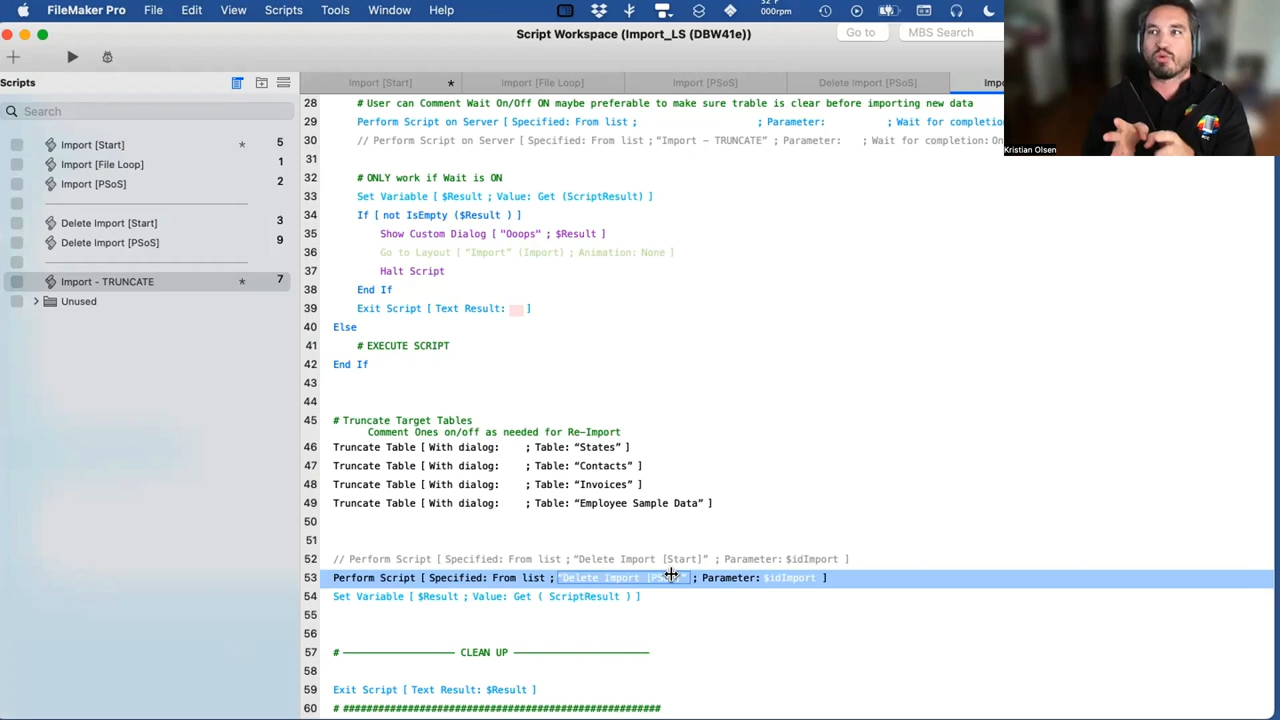 FileMaker Pro File Edit View Scripts Tools Window Help
000rpm
Script Workspace (Import_LS (DBW41e))
Go to
MBS Search
Scripts
Import [Start] *
Import [File Loop]
Import [PSoS]
Delete Import [PSoS]
Search
Import [Start] * 5
Import [File Loop] 1
Import [PSoS] 2
Delete Import [Start] 3
Delete Import [PSoS] 9
Import - TRUNCATE * 7
Unused
28 # User can Comment Wait On/Off ON maybe preferable to make sure trable is clear before importing new data
29 Perform Script on Server [ Specified: From list ; ; Parameter: ; Wait for completion:
30 // Perform Script on Server [ Specified: From list ; “Import - TRUNCATE” ; Parameter: ; Wait for completion: On
31
32 # ONLY work if Wait is ON
33 Set Variable [ $Result ; Value: Get (ScriptResult) ]
34 If [ not IsEmpty ($Result ) ]
35 Show Custom Dialog [ "Ooops" ; $Result ]
36 Go to Layout [ “Import” (Import) ; Animation: None ]
37 Halt Script
38 End If
39 Exit Script [ Text Result: ]
40 Else
41 # EXECUTE SCRIPT
42 End If
43
44
45 # Truncate Target Tables
Comment Ones on/off as needed for Re-Import
46 Truncate Table [ With dialog: ; Table: “States” ]
47 Truncate Table [ With dialog: ; Table: “Contacts” ]
48 Truncate Table [ With dialog: ; Table: “Invoices” ]
49 Truncate Table [ With dialog: ; Table: “Employee Sample Data” ]
50
51
52 // Perform Script [ Specified: From list ; “Delete Import [Start]” ; Parameter: $idImport ]
53 Perform Script [ Specified: From list ; “Delete Import [PSoS]” ; Parameter: $idImport ]
54 Set Variable [ $Result ; Value: Get ( ScriptResult ) ]
55
56
57 # ─────────── CLEAN UP ─────────────
58
59 Exit Script [ Text Result: $Result ]
60 # ######################################################
Kristian Olsen